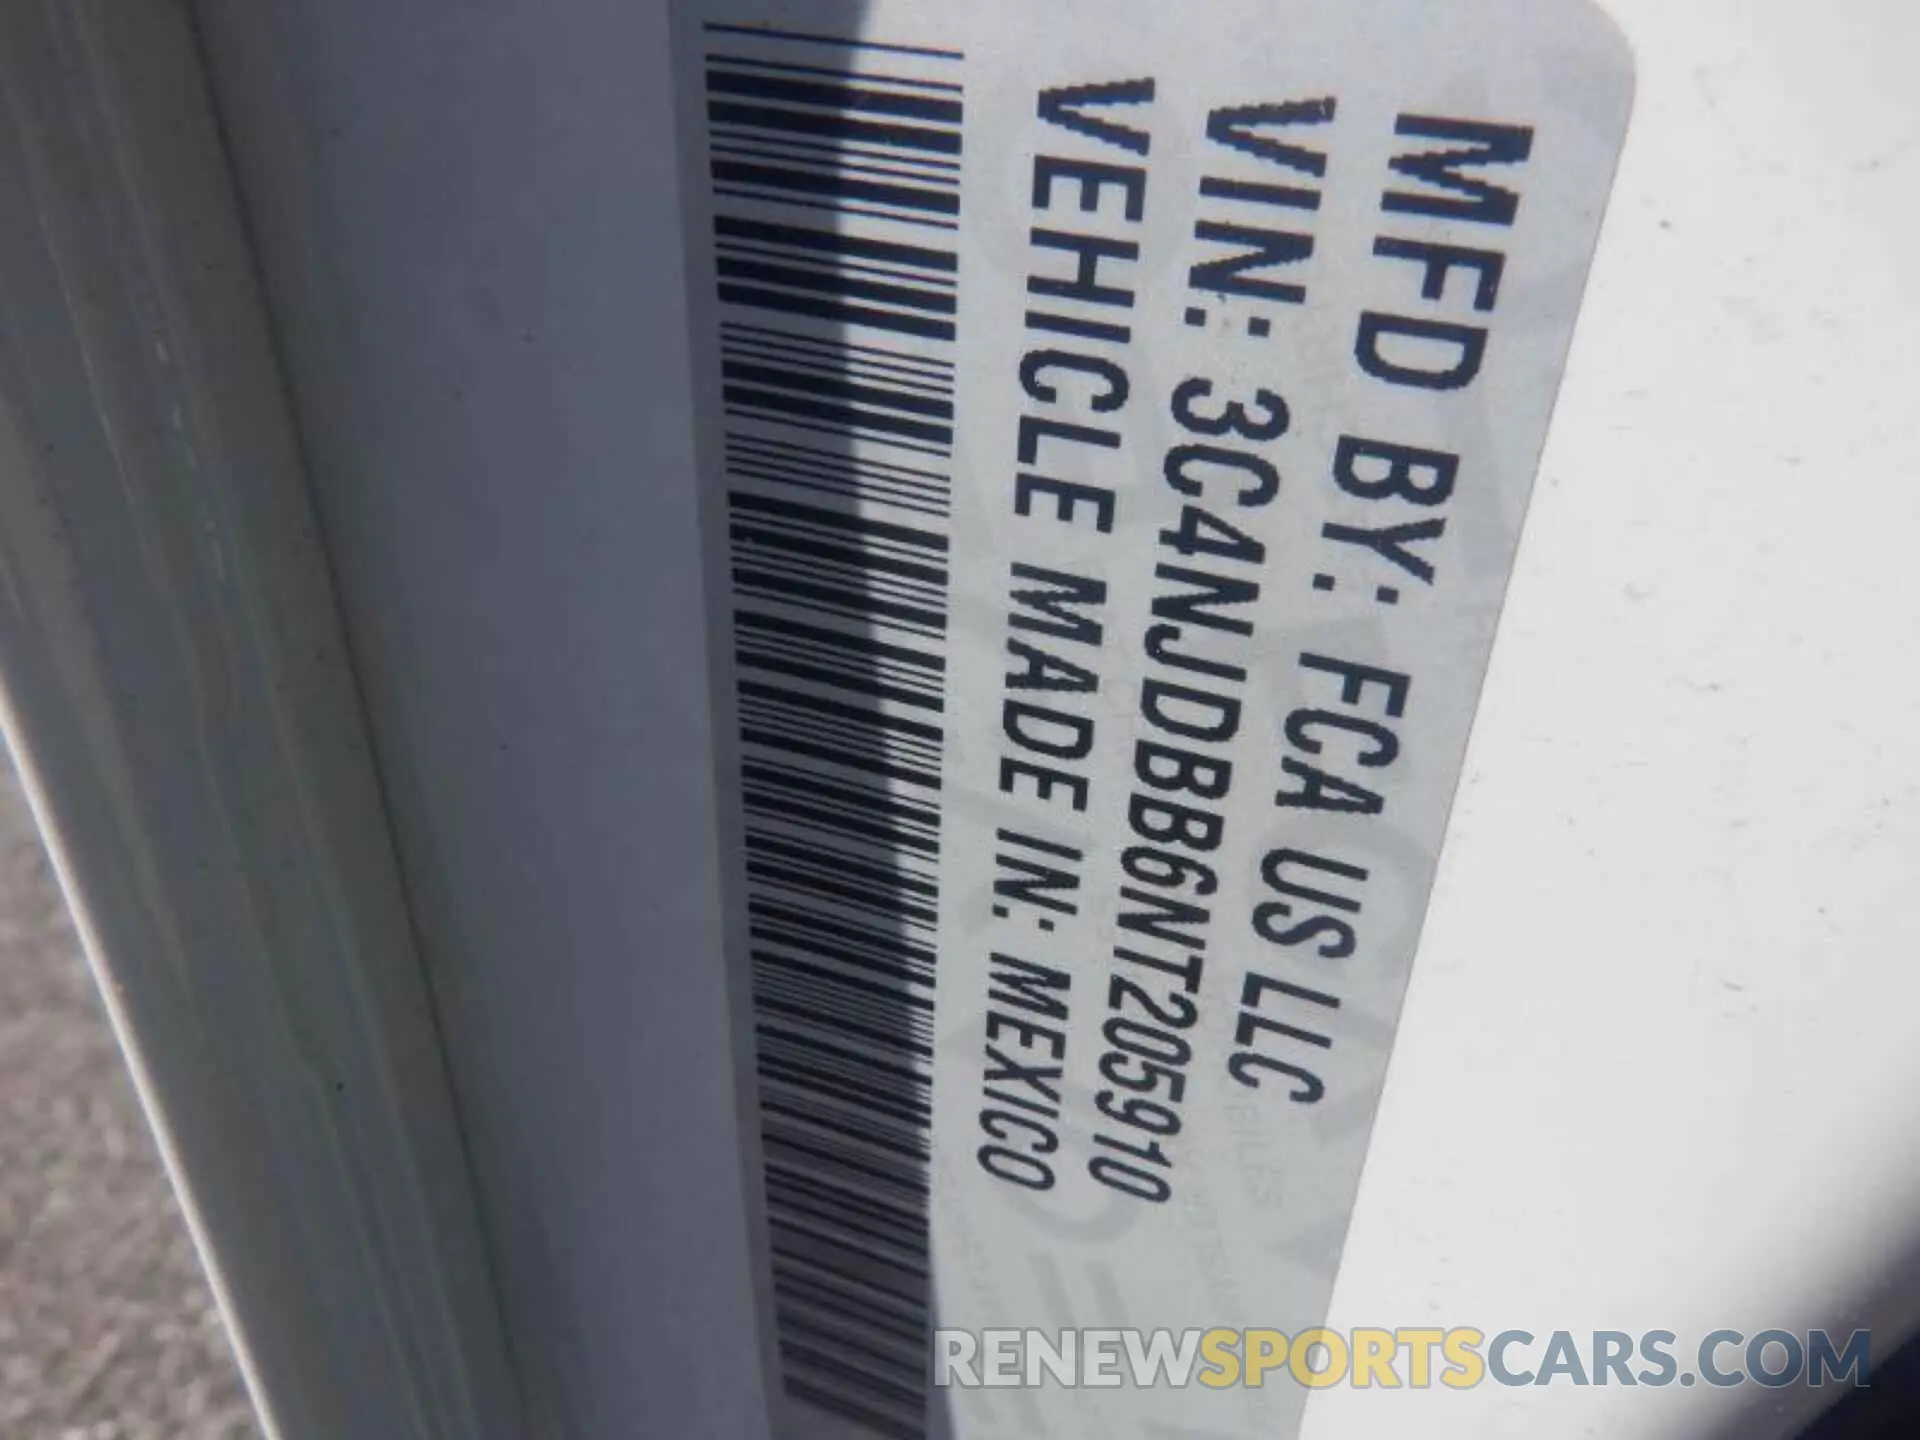 MFD BY: FCA US LLC
VIN: 3C4NJDBB6NT205910
VEHICLE MADE IN: MEXICO
RENEWSPORTSCARS.COM